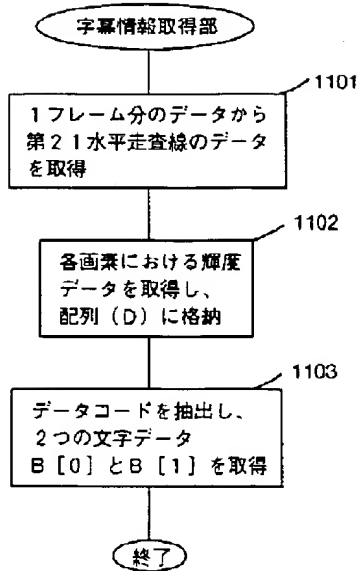 字幕情報取得部
1101
1フレーム分のデータから
第21水平走査線のデータ
を取得
1102
各画素における輝度
データを取得し、
配列（D）に格納
1103
データコードを抽出し、
2つの文字データ
B［0］とB［1］を取得
終了